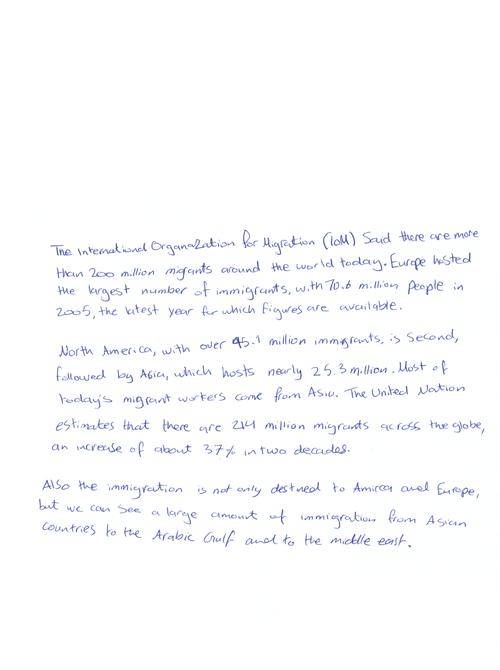 The International Organaization for Migration (IOM) Said there are more
than 200 million migrants around the world today. Europe hosted
the largest number of immigrants, with 70.6 million People in
2005, the latest year for which figures are available.
North America, with over 45.1 million immigrants, is Second,
followed by Asia, which hosts nearly 25.3 million. Most of
today's migrant workers come from Asia. The United Nation
estimates that there are 214 million migrants across the globe,
an increase of about 37% in two decades.
Also the immigration is not only destned to Amirca and Europe,
but we can See a large amount of immigration from Asian
countries to the Arabic Gulf and to the middle east.